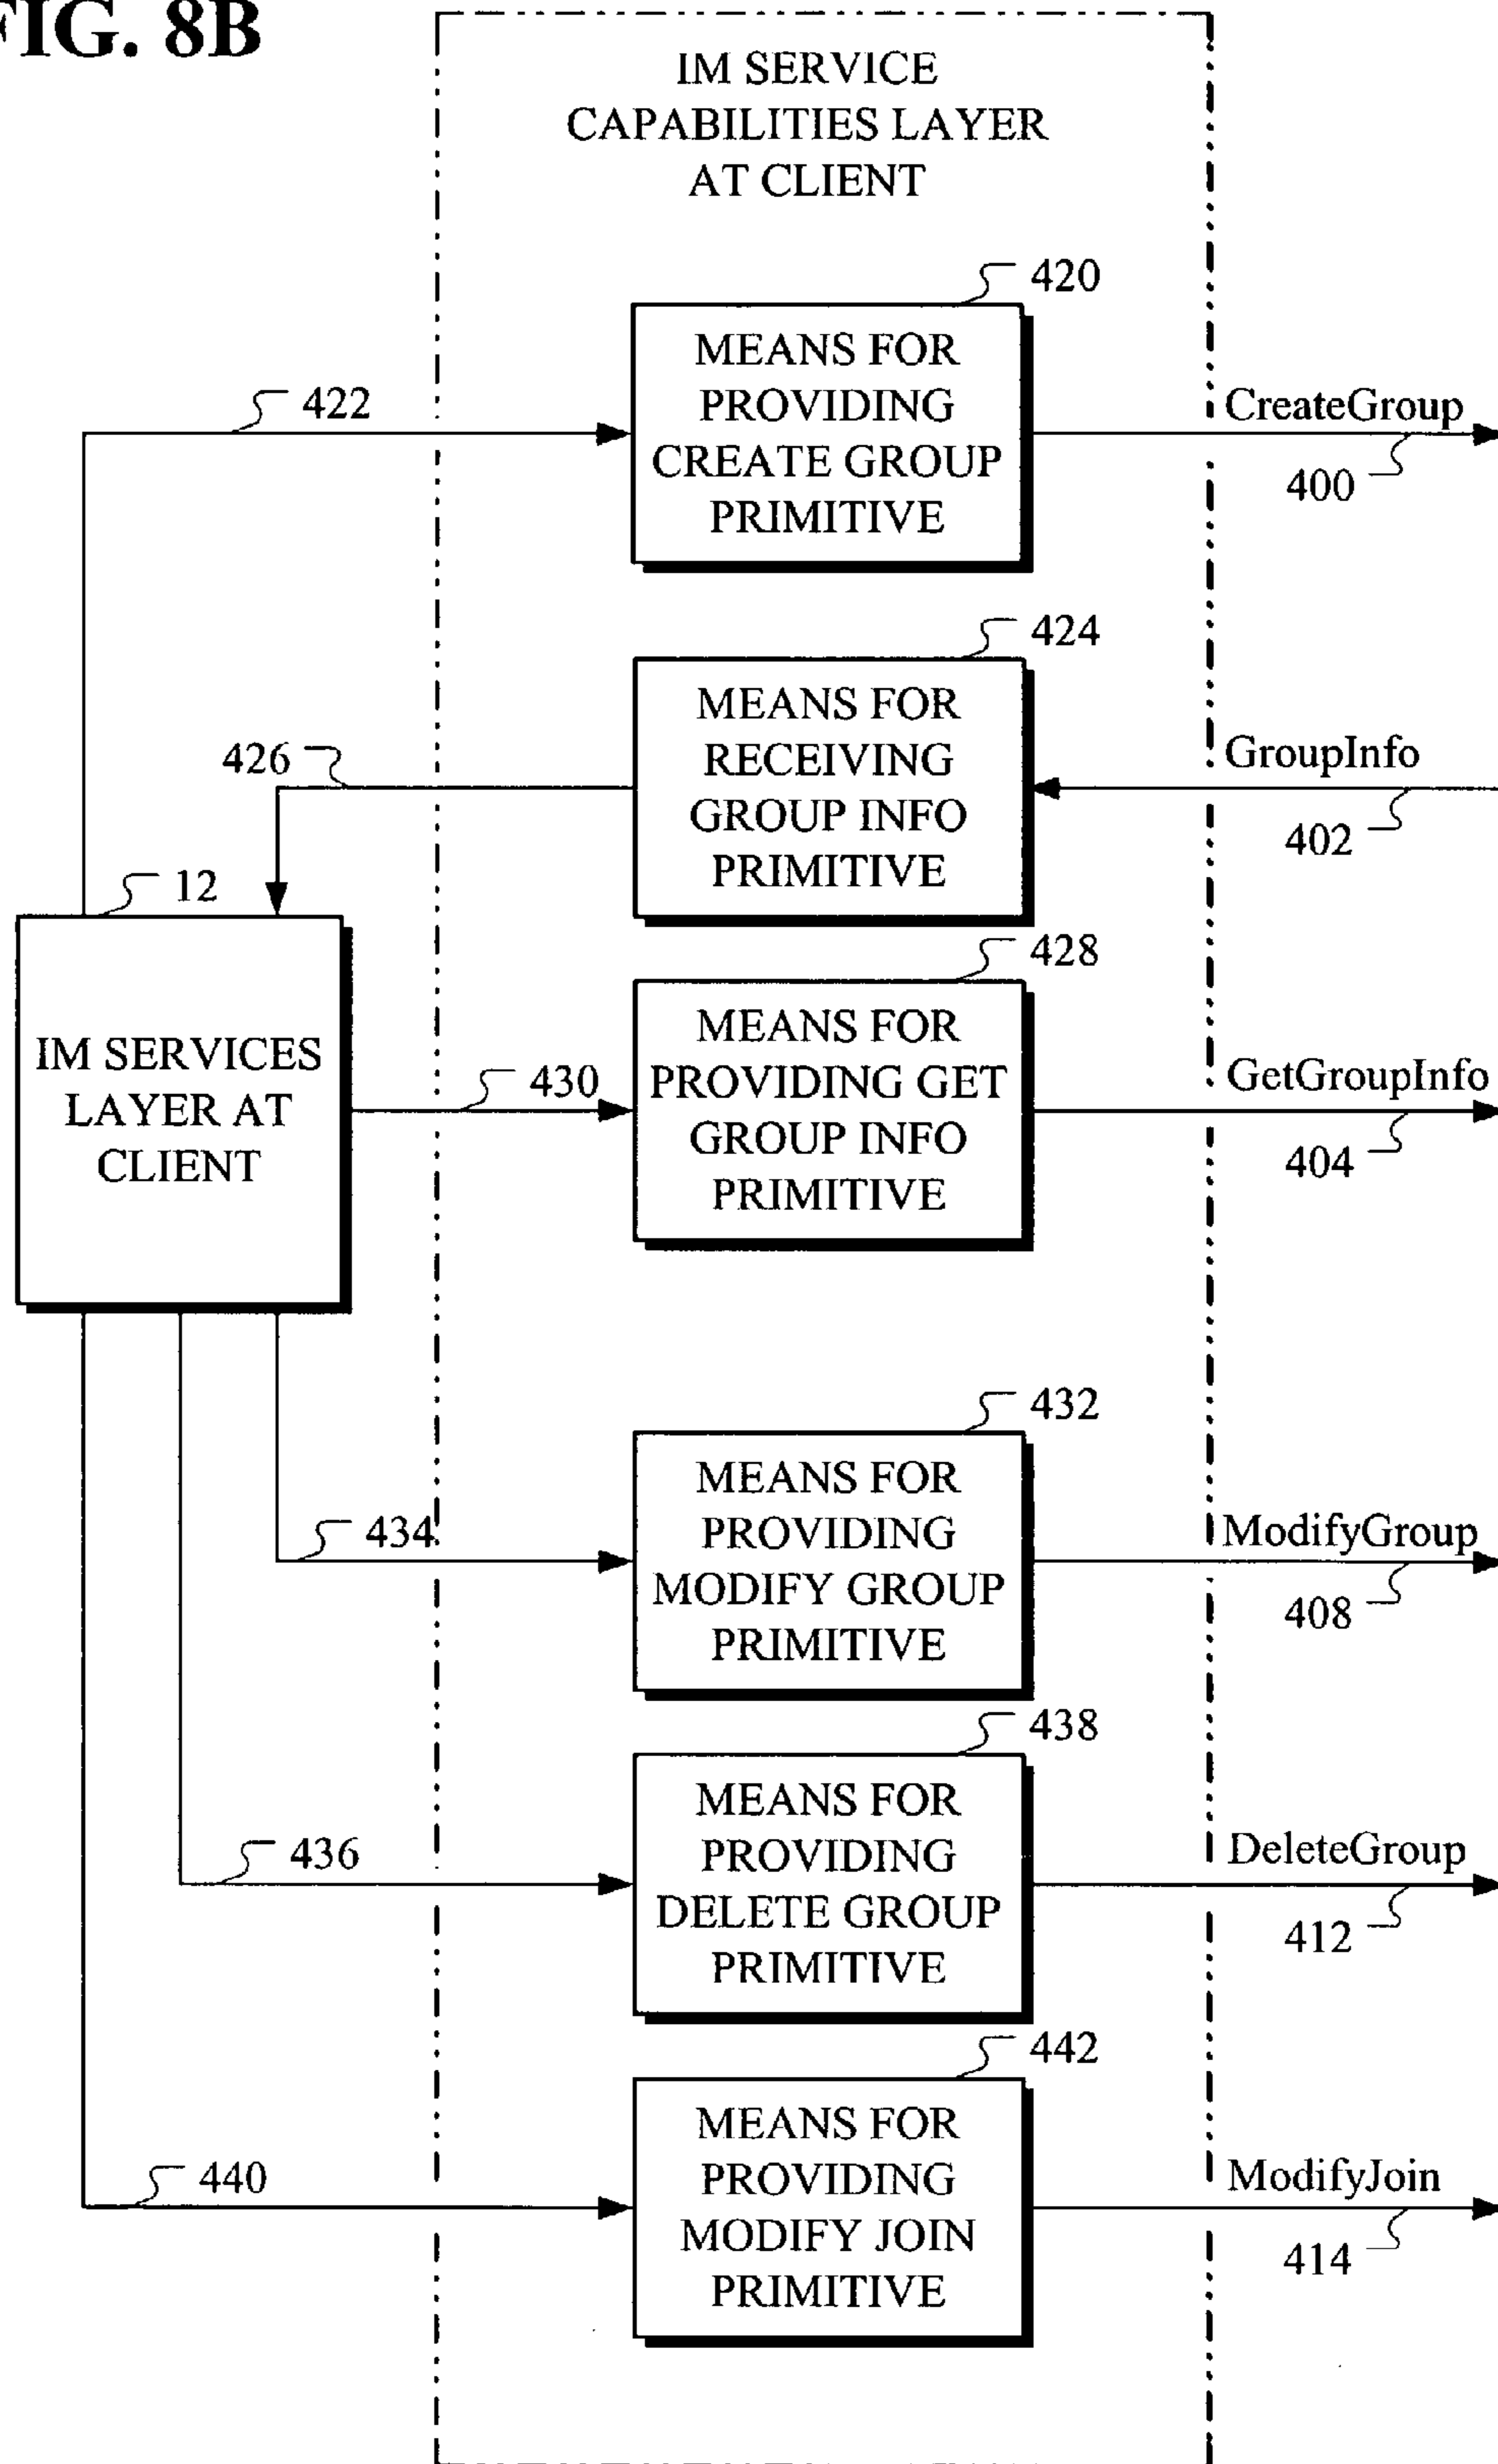 FIG. 8B
IM SERVICE
CAPABILITIES LAYER
AT CLIENT
420
MEANS FOR
PROVIDING
CREATE GROUP
PRIMITIVE
422
CreateGroup
400
424
MEANS FOR
RECEIVING
GROUP INFO
PRIMITIVE
426
GroupInfo
402
12
IM SERVICES
LAYER AT
CLIENT
428
MEANS FOR
PROVIDING GET
GROUP INFO
PRIMITIVE
430
GetGroupInfo
404
432
MEANS FOR
PROVIDING
MODIFY GROUP
PRIMITIVE
434
ModifyGroup
408
438
MEANS FOR
PROVIDING
DELETE GROUP
PRIMITIVE
436
DeleteGroup
412
442
MEANS FOR
PROVIDING
MODIFY JOIN
PRIMITIVE
440
ModifyJoin
414